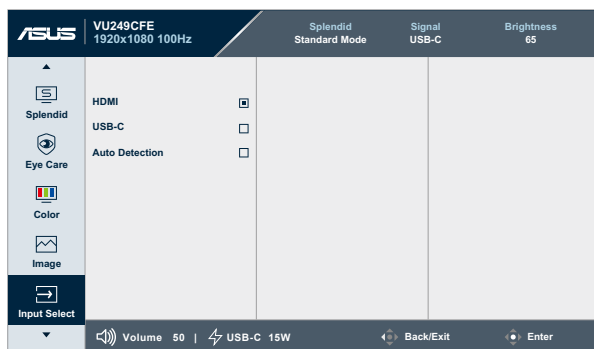 ASUS
VU249CFE
1920x1080 100Hz
Splendid
Standard Mode
Signal
USB-C
Brightness
65
Splendid
Eye Care
Color
Image
Input Select
HDMI
USB-C
Auto Detection
Volume 50 | USB-C 15W
Back/Exit
Enter